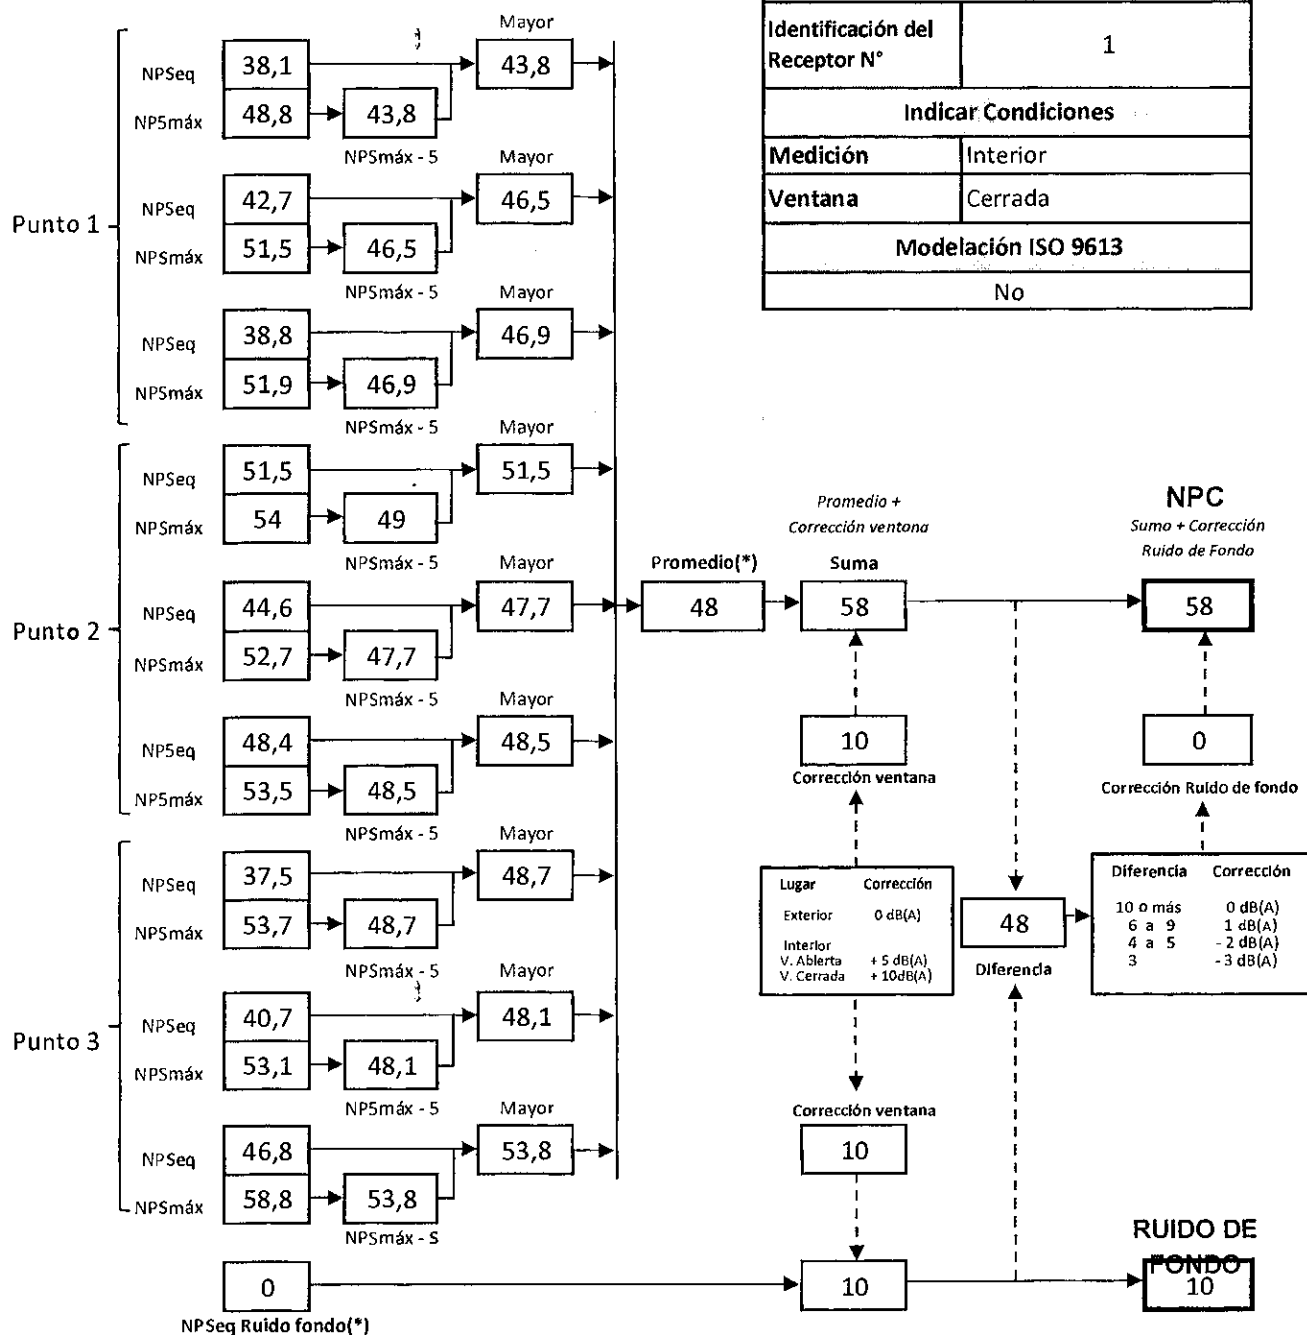 Identificación del
Receptor N°
1
Indicar Condiciones
Medición
Interior
Ventana
Cerrada
Modelación ISO 9613
No
Punto 1
Mayor
NPSeq
38,1
43,8
NP5máx
48,8
43,8
NPSmáx - 5
Mayor
NPSeq
42,7
46,5
NPSmáx
51,5
46,5
NPSmáx - 5
Mayor
NPSeq
38,8
46,9
NPSmáx
51,9
46,9
NPSmáx - 5
Punto 2
Mayor
NPSeq
51,5
51,5
NPSmáx
54
49
NPSmáx - 5
Mayor
NPSeq
44,6
47,7
NPSmáx
52,7
47,7
NPSmáx - 5
Mayor
NP5eq
48,4
48,5
NP5máx
53,5
48,5
NPSmáx - 5
Punto 3
Mayor
NPSeq
37,5
48,7
NPSmáx
53,7
48,7
NPSmáx - 5
Mayor
NPSeq
40,7
48,1
NPSmáx
53,1
48,1
NP5máx - 5
Mayor
NPSeq
46,8
53,8
NPSmáx
58,8
53,8
NPSmáx - S
0
NPSeq Ruido fondo(*)
Promedio(*)
48
Promedio +
Corrección ventana
Suma
58
10
Corrección ventana
Lugar Corrección
Exterior 0 dB(A)
Interior
V. Abierta + 5 dB(A)
V. Cerrada + 10dB(A)
Corrección ventana
10
10
48
Diferencia
NPC
Sumo + Corrección
Ruido de Fondo
58
0
Corrección Ruido de fondo
Diferencia Corrección
10 o más 0 dB(A)
6 a 9 1 dB(A)
4 a 5 - 2 dB(A)
3 - 3 dB(A)
RUIDO DE
FONDO
10